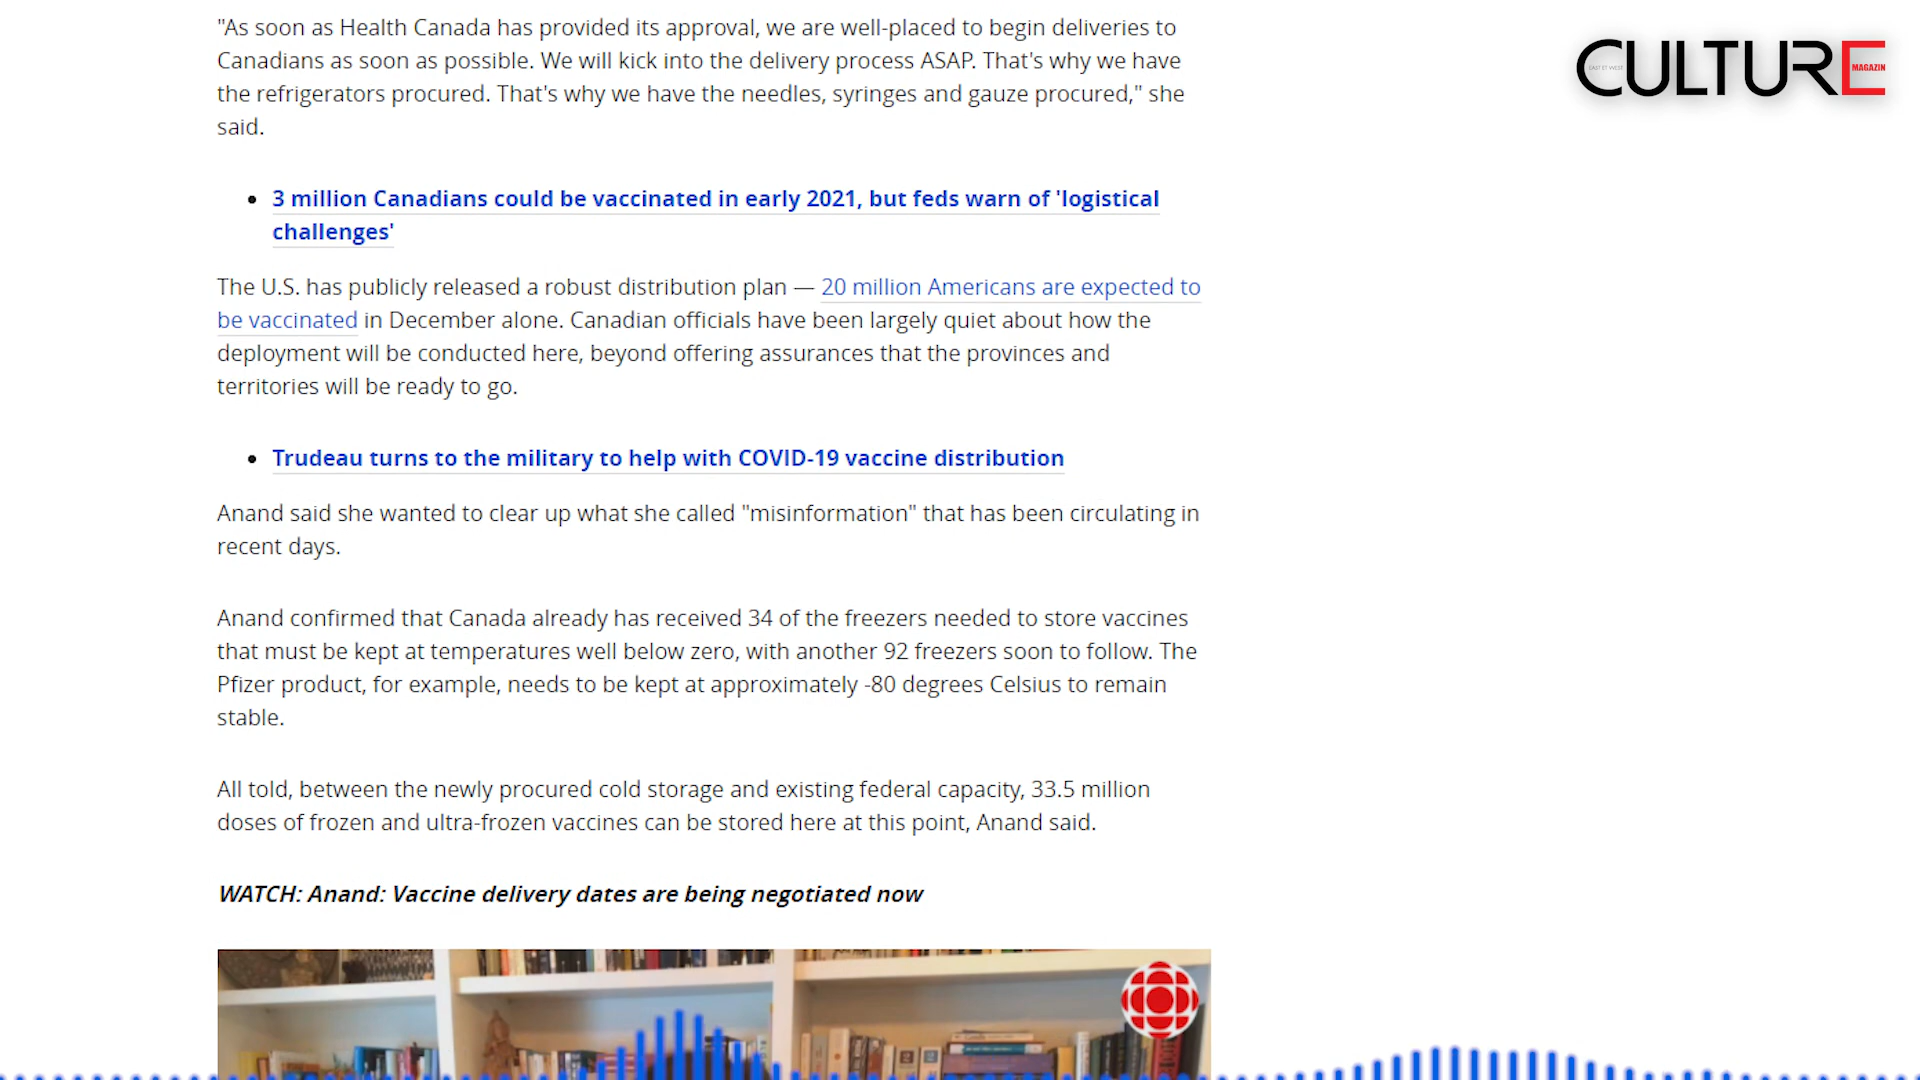 "As soon as Health Canada has provided its approval, we are well-placed to begin deliveries to
Canadians as soon as possible. We will kick into the delivery process ASAP. That's why we have
the refrigerators procured. That's why we have the needles, syringes and gauze procured," she
said.
CULTURE
EAST ET WEST
MAGAZIN
• 3 million Canadians could be vaccinated in early 2021, but feds warn of 'logistical
challenges'
The U.S. has publicly released a robust distribution plan — 20 million Americans are expected to
be vaccinated in December alone. Canadian officials have been largely quiet about how the
deployment will be conducted here, beyond offering assurances that the provinces and
territories will be ready to go.
• Trudeau turns to the military to help with COVID-19 vaccine distribution
Anand said she wanted to clear up what she called "misinformation" that has been circulating in
recent days.
Anand confirmed that Canada already has received 34 of the freezers needed to store vaccines
that must be kept at temperatures well below zero, with another 92 freezers soon to follow. The
Pfizer product, for example, needs to be kept at approximately -80 degrees Celsius to remain
stable.
All told, between the newly procured cold storage and existing federal capacity, 33.5 million
doses of frozen and ultra-frozen vaccines can be stored here at this point, Anand said.
WATCH: Anand: Vaccine delivery dates are being negotiated now